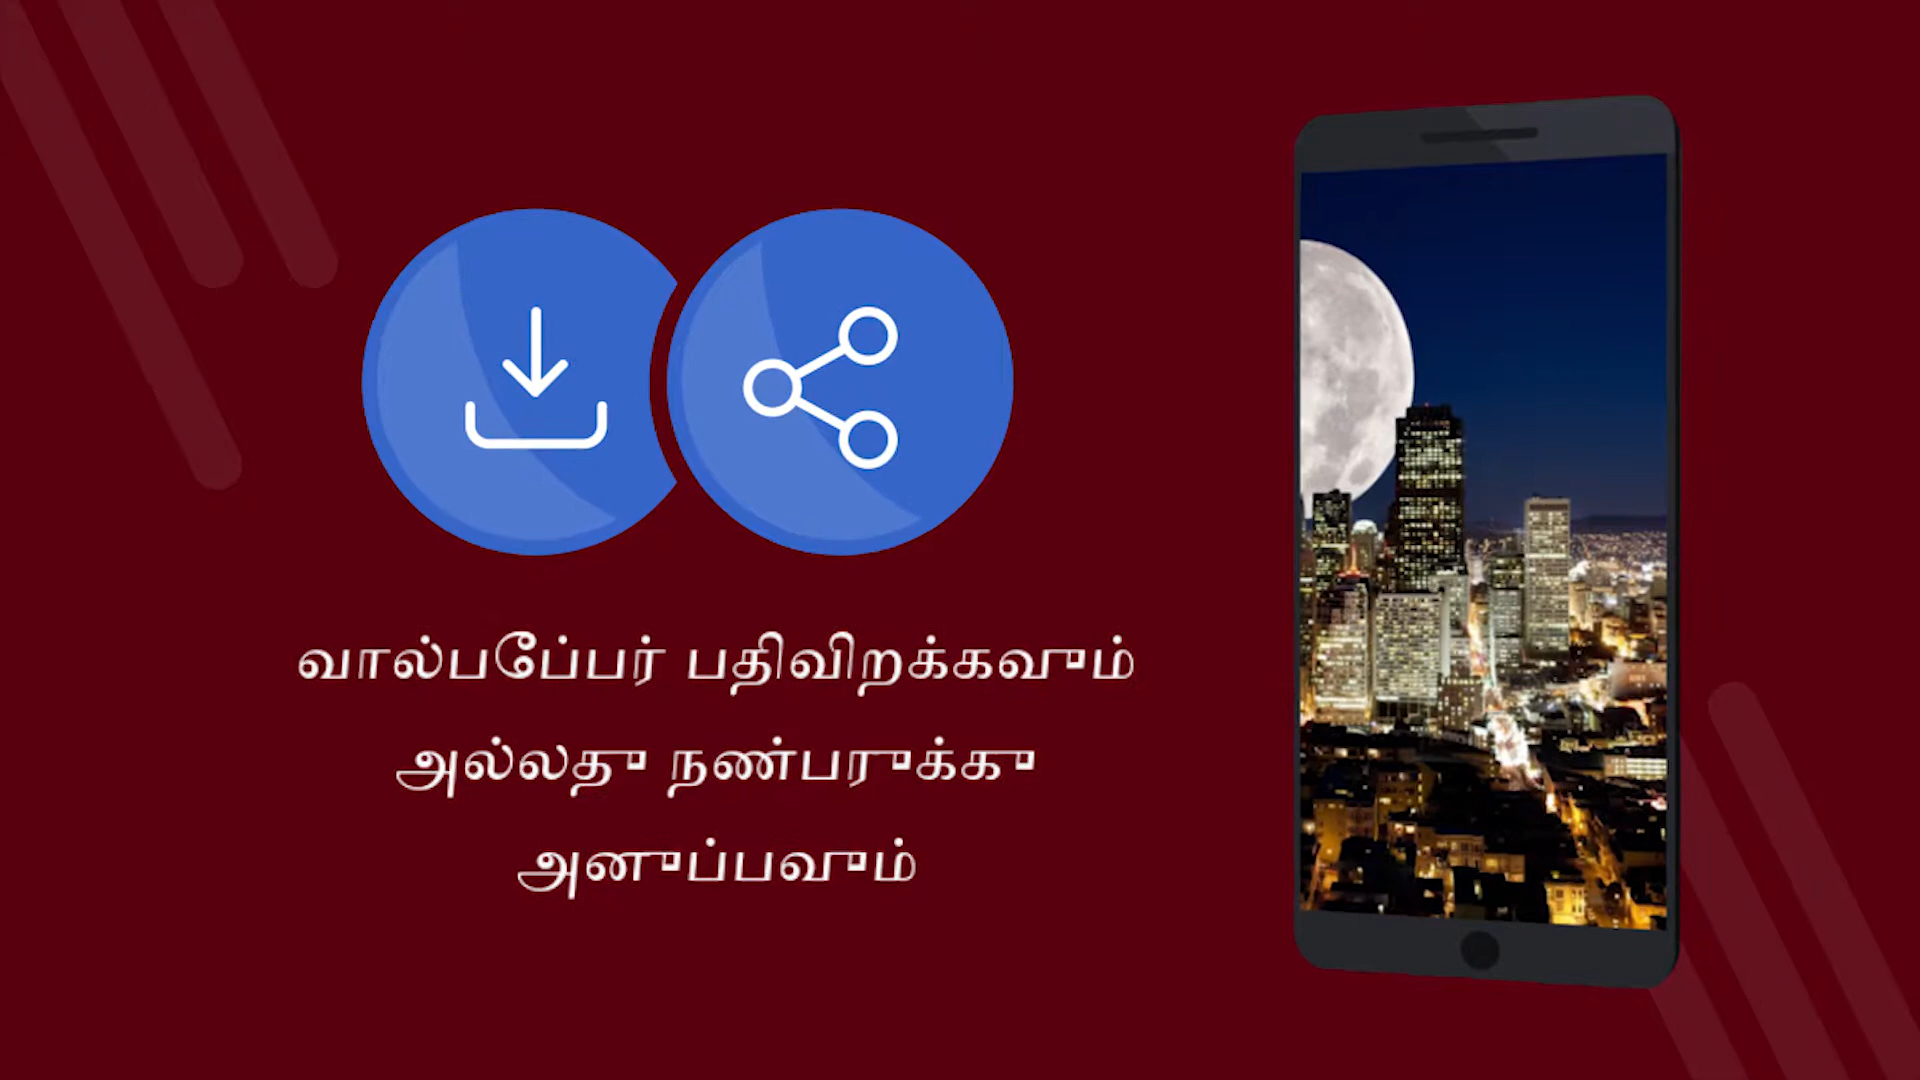 வால்பேப்பர் பதிவிறக்கவும்
அல்லது நண்பருக்கு
அனுப்பவும்